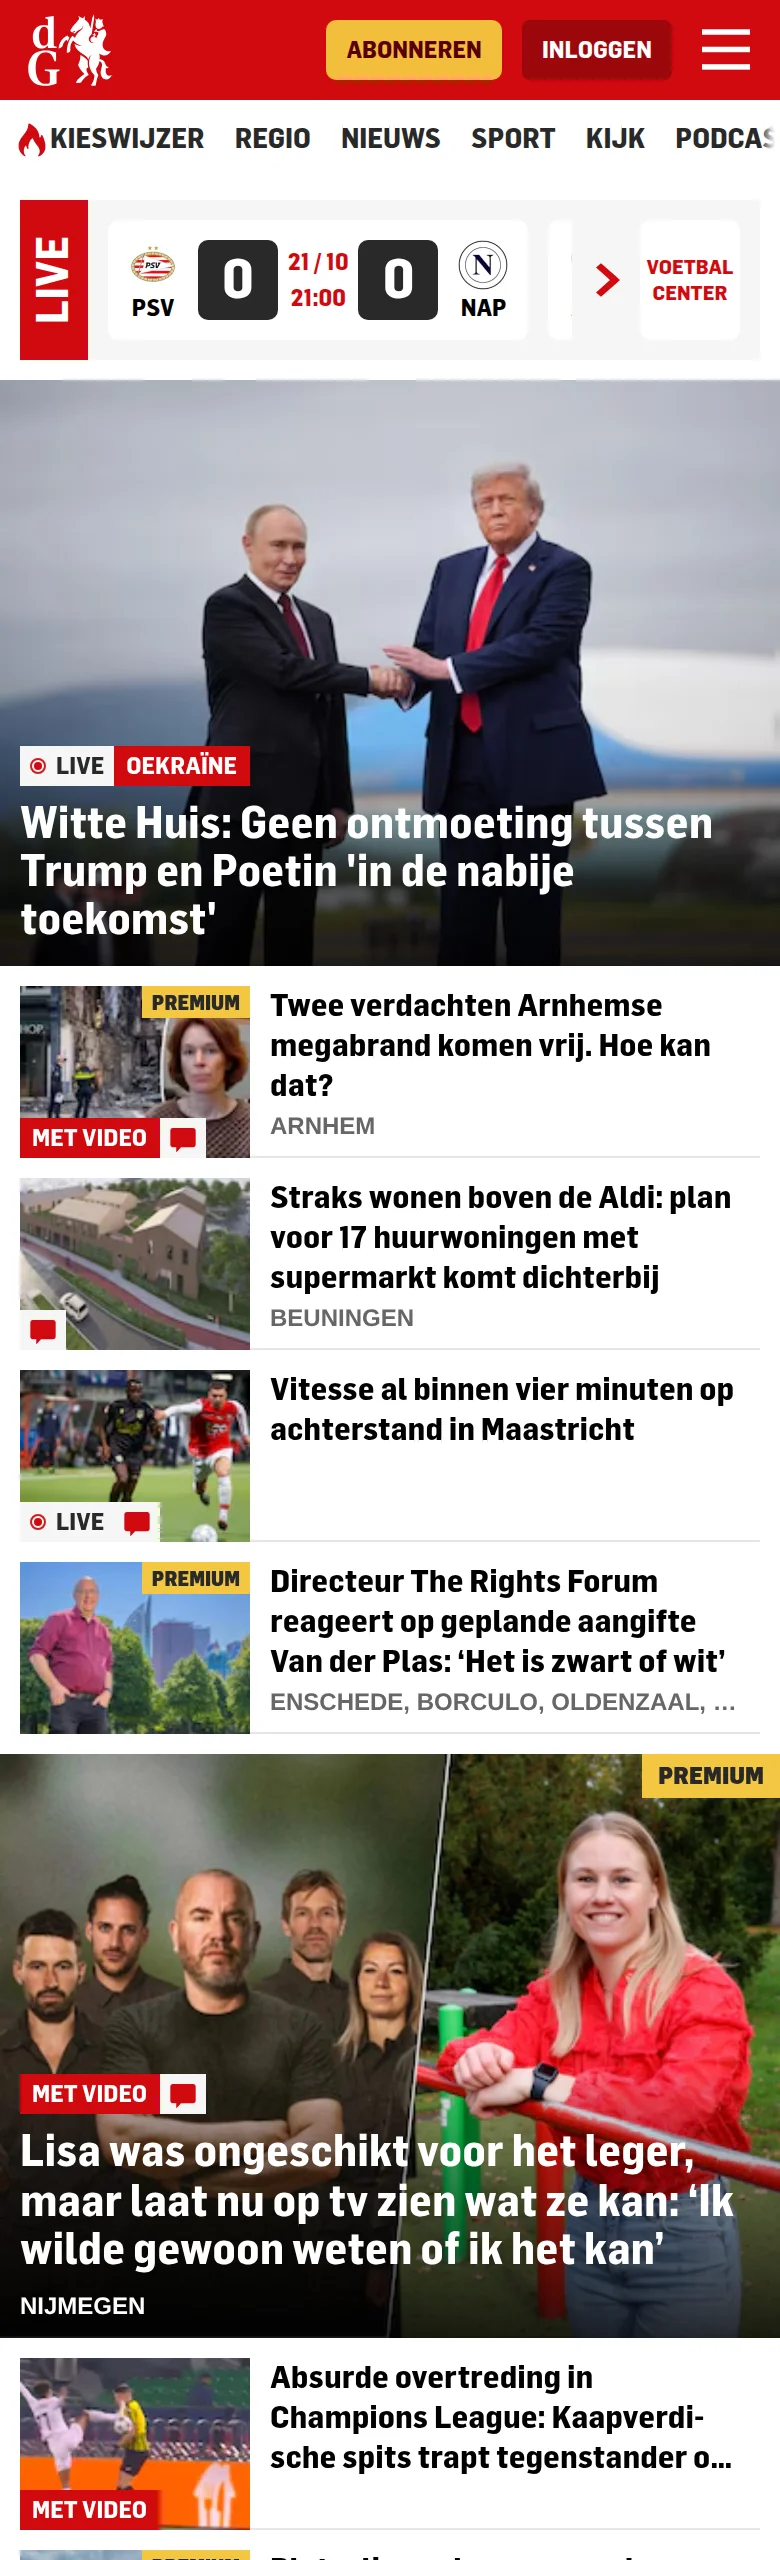 dG
ABONNEREN
INLOGGEN
KIESWIJZER REGIO NIEUWS SPORT KIJK
LIVE
PSV
PSV
0
21 / 10
21:00
0
N
NAP
VOETBAL
CENTER
LIVE OEKRAÏNE
Witte Huis: Geen ontmoeting tussen
Trump en Poetin 'in de nabije
toekomst'
PREMIUM
MET VIDEO
Twee verdachten Arnhemse
megabrand komen vrij. Hoe kan
dat?
ARNHEM
Straks wonen boven de Aldi: plan
voor 17 huurwoningen met
supermarkt komt dichterbij
BEUNINGEN
LIVE
Vitesse al binnen vier minuten op
achterstand in Maastricht
PREMIUM
Directeur The Rights Forum
reageert op geplande aangifte
Van der Plas: ‘Het is zwart of wit’
ENSCHEDE, BORCULO, OLDENZAAL, …
PREMIUM
MET VIDEO
Lisa was ongeschikt voor het leger,
maar laat nu op tv zien wat ze kan: ‘Ik
wilde gewoon weten of ik het kan’
NIJMEGEN
MET VIDEO
Absurde overtreding in
Champions League: Kaapverdi-
sche spits trapt tegenstander o...